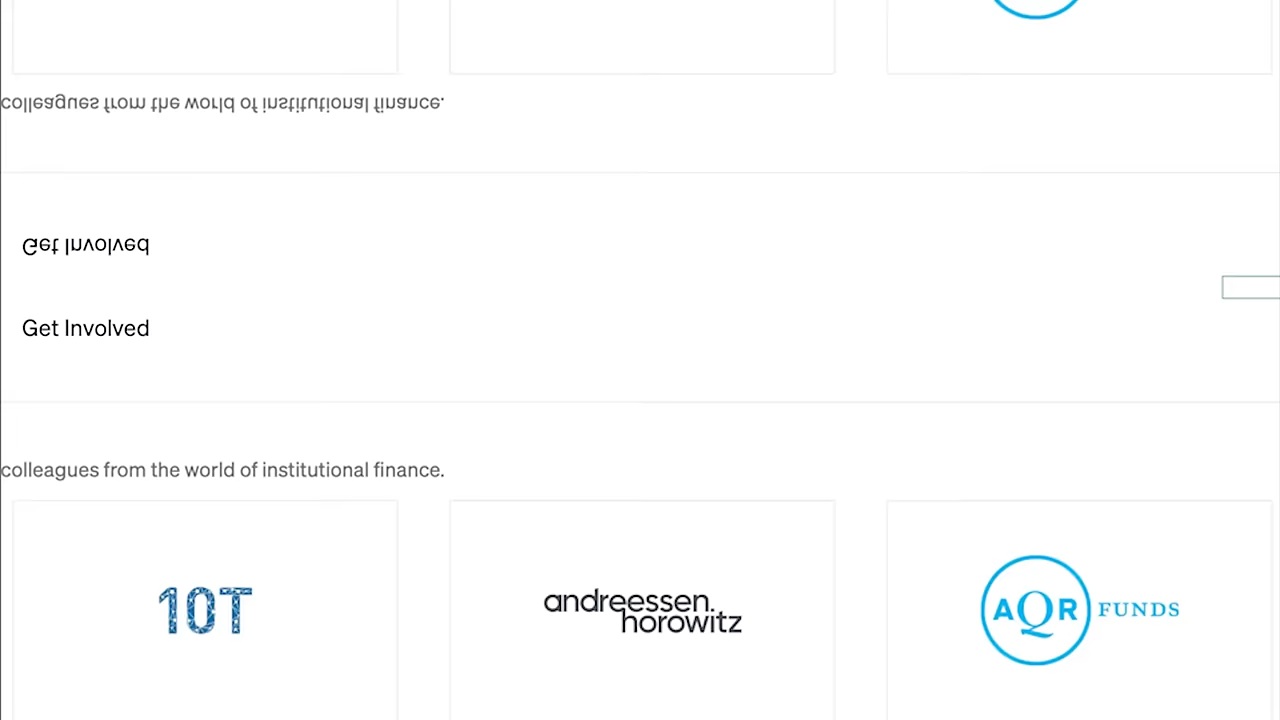 colleagues from the world of institutional finance.
Get Involved
Get Involved
colleagues from the world of institutional finance.
10T
andreessen.
horowitz
AQR FUNDS